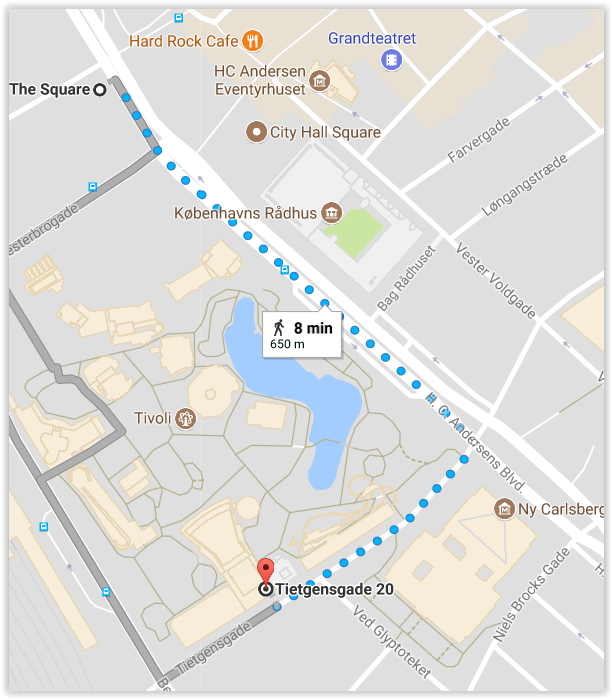 Grandteatret
Hard Rock Cafe
HC Andersen
Eventyrhuset
The Square
City Hall Square
Farvergade
Løngangstræde
Københavns Rådhus
esterbrogade
Bag Rådhuset
Vester Voldgade
8 min
650 m
V
Tivoli
H. C. Andersens Blvd.
Ny Carlsberg
H.
Tietgensgade 20
Niels Brocks Gade
Ved Glyptoteket
Tietgensgade
Be